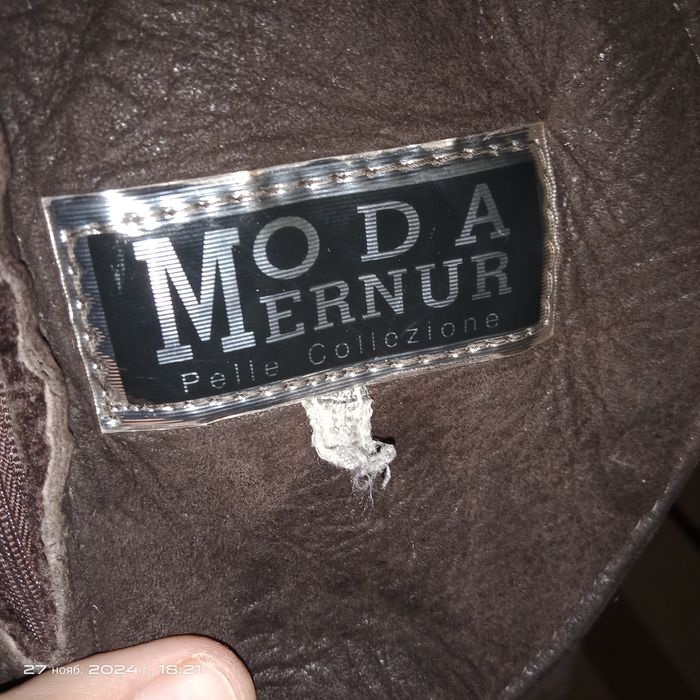 MODA
MERNUR
Pelle Collezione
27 нояб. 2024 г., 18:21